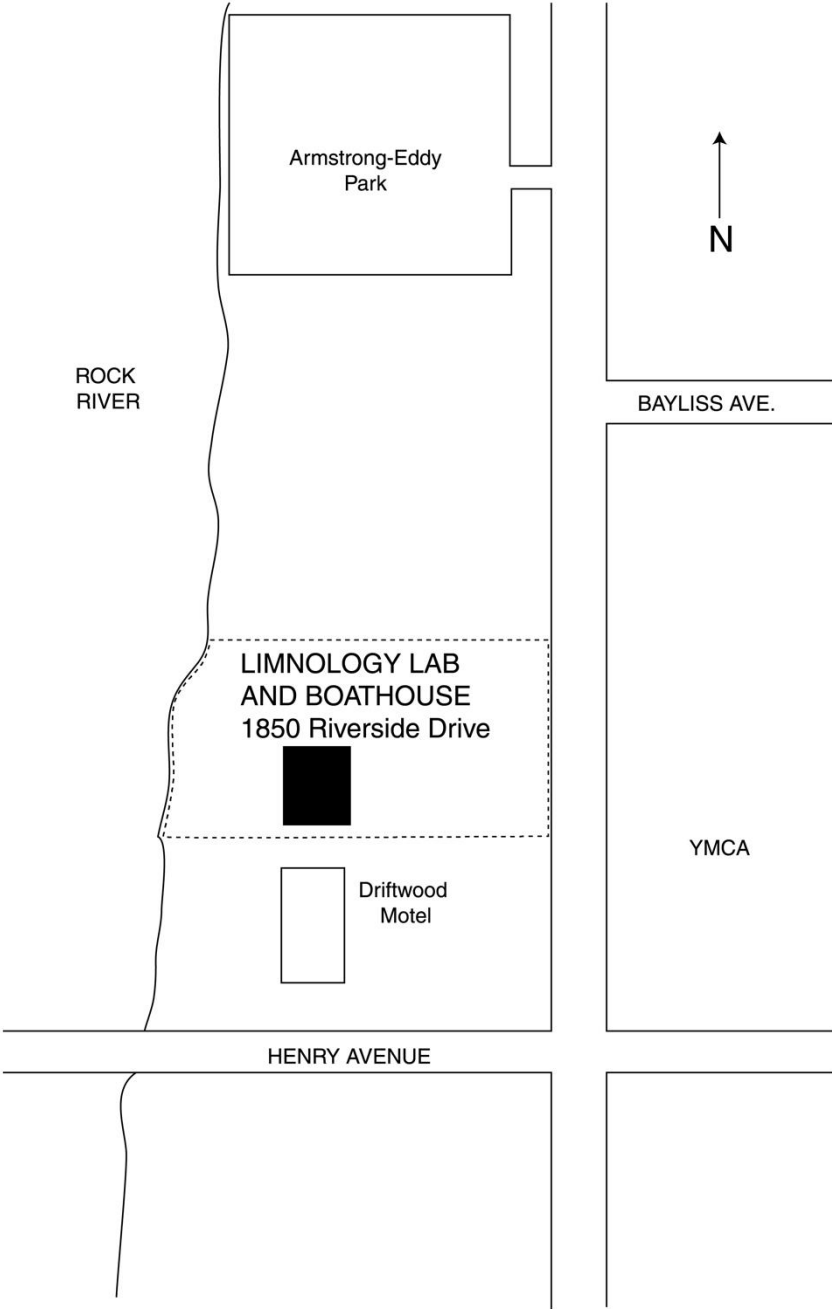 Armstrong-Eddy
Park
N
ROCK
RIVER
BAYLISS AVE.
LIMNOLOGY LAB
AND BOATHOUSE
1850 Riverside Drive
YMCA
Driftwood
Motel
HENRY AVENUE